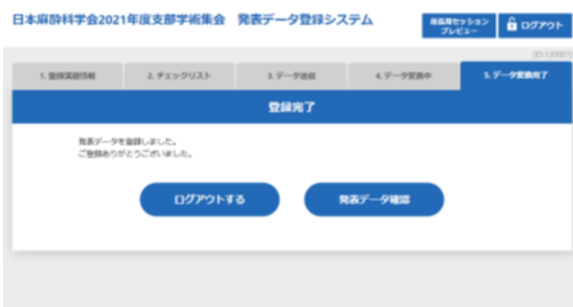 日本麻酔科学会2021年度支部学術集会　発表データ登録システム
座長用セッション
プレビュー
ログアウト
(ID:120001)
1. 登録演題情報
2. チェックリスト
3. データ送信
4. データ変換中
5. データ変換完了
登録完了
発表データを登録しました。
ご登録ありがとうございました。
ログアウトする
発表データ確認